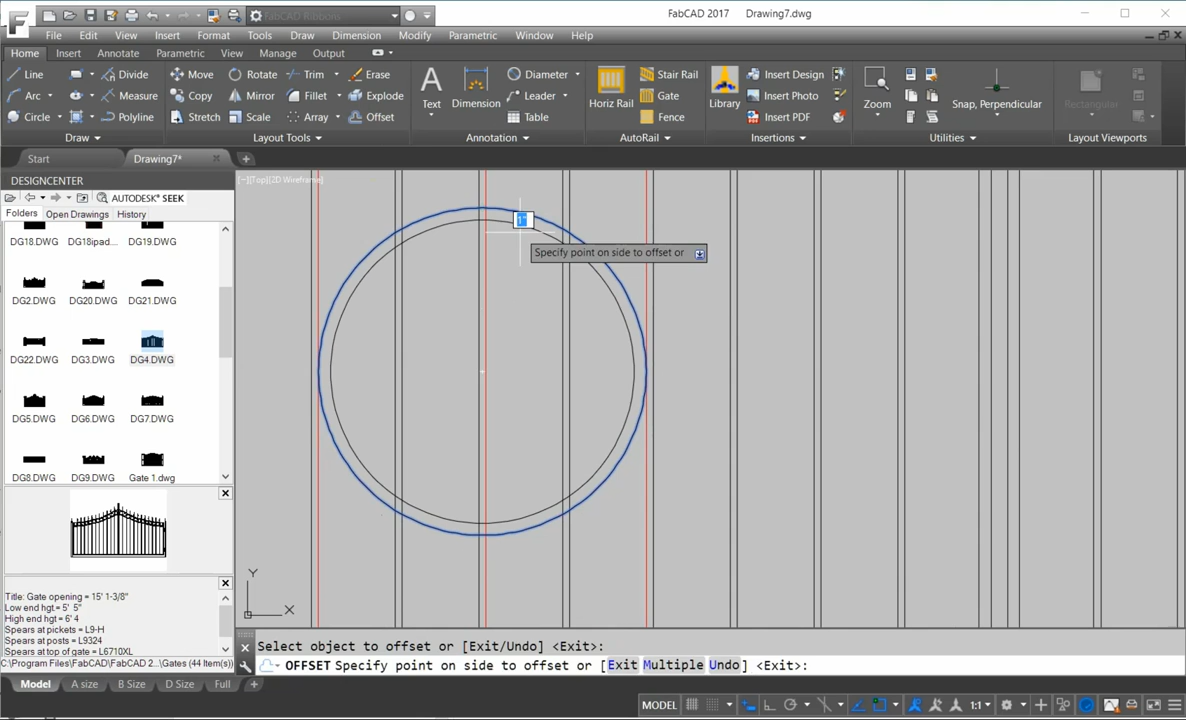 FabCAD Ribbons
FabCAD 2017 Drawing7.dwg
File Edit View Insert Format Tools Draw Dimension Modify Parametric Window Help
Home Insert Annotate Parametric View Manage Output
Line Divide Move Rotate Trim Erase Diameter Stair Rail Insert Design
Arc Measure Copy Mirror Fillet Explode Text Dimension Leader Horiz Rail Gate Library Insert Photo Zoom Snap, Perpendicular Rectangular
Circle Polyline Stretch Scale Array Offset Table Fence Insert PDF
Draw Layout Tools Annotation AutoRail Insertions Utilities Layout Viewports
Start Drawing7*
DESIGNCENTER
AUTODESK® SEEK
Folders Open Drawings History
DG18.DWG DG18ipad... DG19.DWG
DG2.DWG DG20.DWG DG21.DWG
DG22.DWG DG3.DWG DG4.DWG
DG5.DWG DG6.DWG DG7.DWG
DG8.DWG DG9.DWG Gate 1.dwg
Title: Gate opening = 15' 1-3/8"
Low end hgt.= 5' 5"
High end hgt = 6' 4
Spears at pickets = L9-H
Spears at posts = L9324
Spears at top of gate = L6710XL
C:\Program Files\FabCAD\FabCAD 2...\Gates (44 Item(s))
[−][Top][2D Wireframe]
1"
Specify point on side to offset or
Y
X
Select object to offset or [Exit/Undo] <Exit>:
OFFSET Specify point on side to offset or [Exit Multiple Undo] <Exit>:
Model A size B Size D Size Full
MODEL 1:1